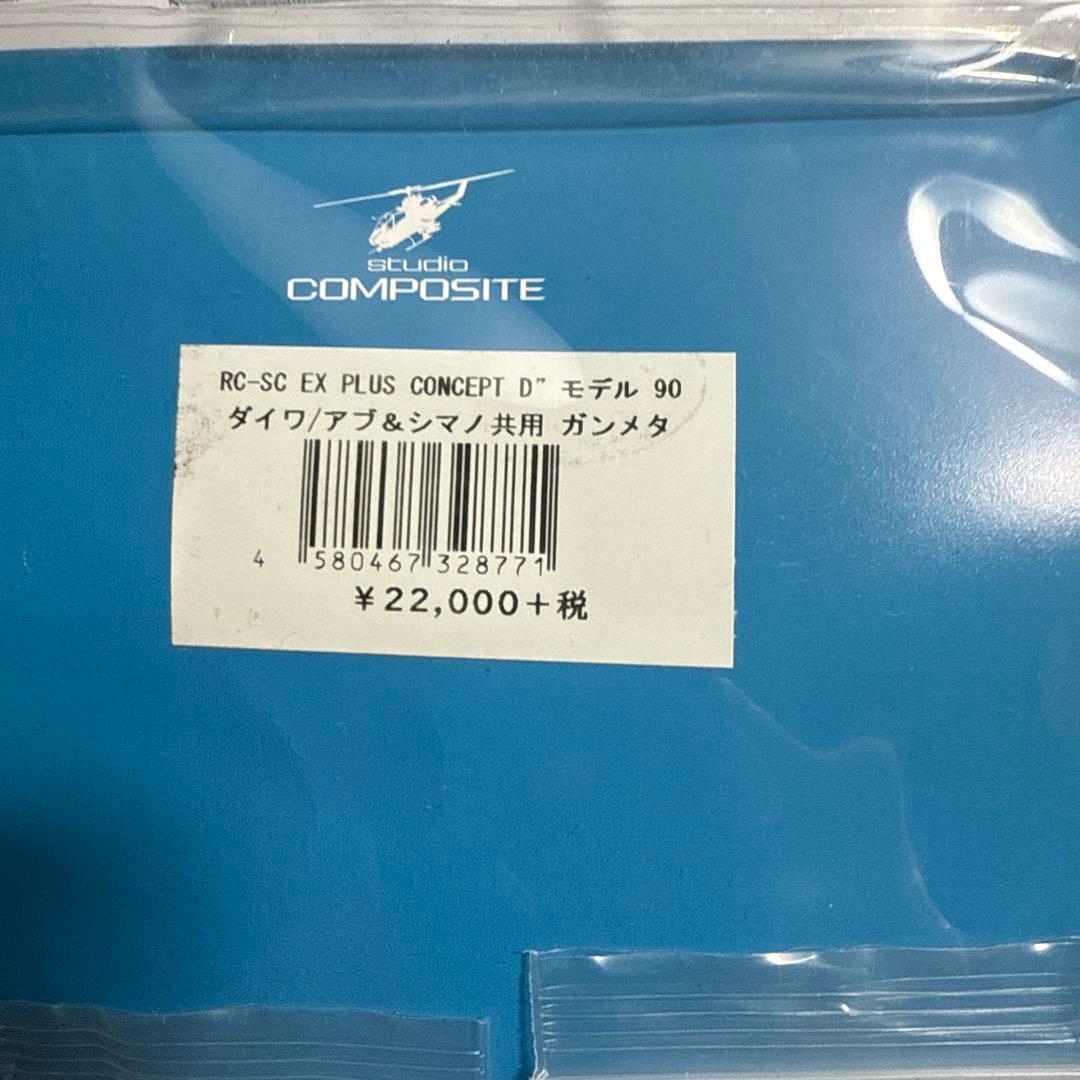 studio
COMPOSITE
RC-SC EX PLUS CONCEPT D” モデル 90
ダイワ/アブ&シマノ共用 ガンメタ
4 580467 328771
¥22,000+税